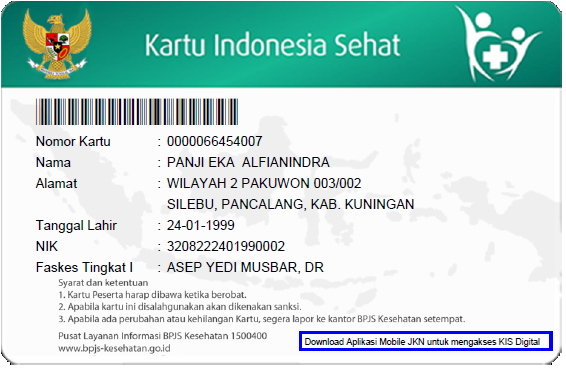 Kartu Indonesia Sehat
Nomor Kartu : 0000066454007
Nama : PANJI EKA ALFIANINDRA
Alamat : WILAYAH 2 PAKUWON 003/002
SILEBU, PANCALANG, KAB. KUNINGAN
Tanggal Lahir : 24-01-1999
NIK : 3208222401990002
Faskes Tingkat I : ASEP YEDI MUSBAR, DR
Syarat dan ketentuan
1. Kartu Peserta harap dibawa ketika berobat.
2. Apabila kartu ini disalahgunakan akan dikenakan sanksi.
3. Apabila ada perubahan atau kehilangan Kartu, segera lapor ke kantor BPJS Kesehatan setempat.
Pusat Layanan Informasi BPJS Kesehatan 1500400
www.bpjs-kesehatan.go.id
Download Aplikasi Mobile JKN untuk mengakses KIS Digital